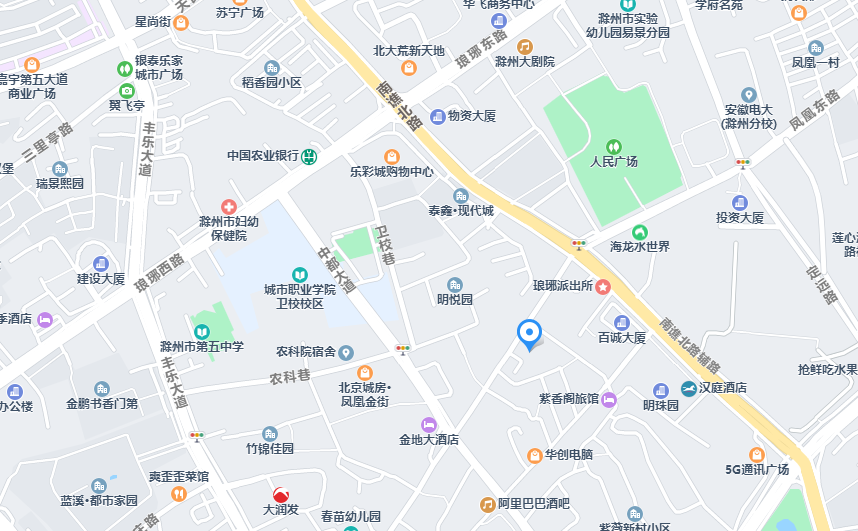 天
苏宁广场
华飞商务中心
滁州市实验
幼儿园易景分园
学府名苑
星尚街
北大荒新天地
琅琊东路
滁州大剧院
凤凰一村
银泰乐家
城市广场
嘉宇第五大道
商业广场
稻香园小区
翼飞亭
南谯北路
物资大厦
安徽电大
(滁州分校)
凤凰东路
三里亭路
丰乐大道
中国农业银行
乐彩城购物中心
人民广场
堡
瑞景熙园
泰鑫·现代城
滁州市妇幼
保健院
投资大厦
卫校巷
海龙水世界
中都大道
建设大厦
琅琊西路
城市职业学院
卫校校区
明悦园
琅琊派出所
定远路
季酒店
滁州市第五中学
百诚大厦
南谯北路辅路
农科院宿舍
丰乐大道
农科巷
北京城房·
凤凰金街
抢鲜吃水果
汉庭酒店
紫香阁旅馆
明珠园
办公楼
金鹏书香门第
金地大酒店
竹锦佳园
华创电脑
5G通讯广场
爽歪歪菜馆
蓝溪·都市家园
大润发
春苗幼儿园
阿里巴巴酒吧
紫薇新村小区
路